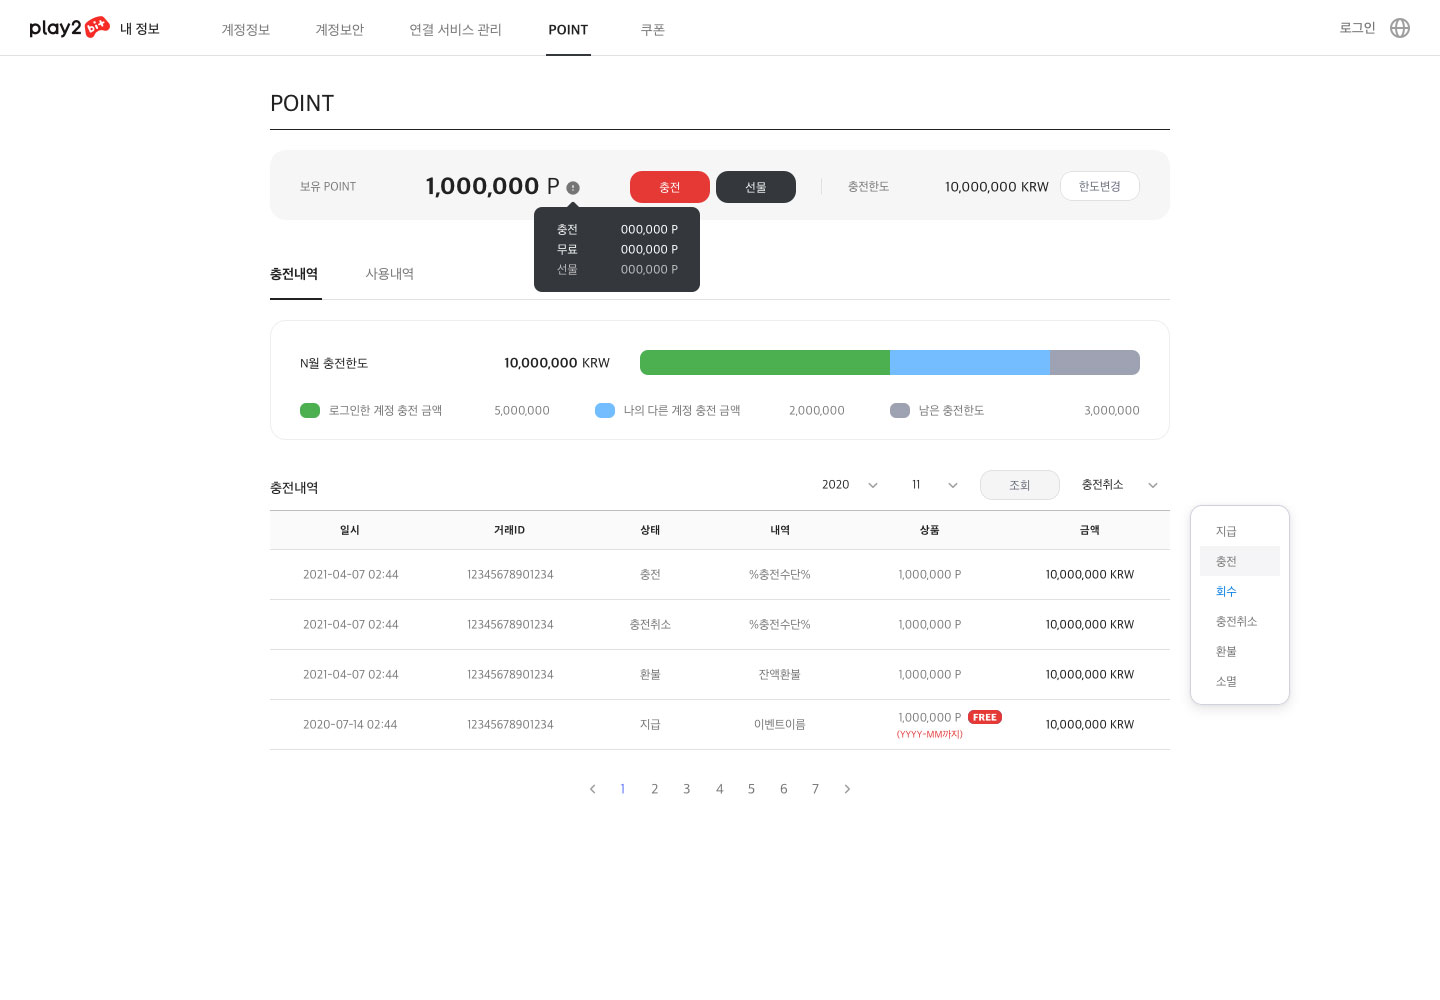 play2bit 내 정보 계정정보 계정보안 연결 서비스 관리 POINT 쿠폰 로그인
POINT
보유 POINT 1,000,000 P 충전 선물 충전한도 10,000,000 KRW 한도변경
충전 000,000 P
무료 000,000 P
선물 000,000 P
충전내역 사용내역
N월 충전한도 10,000,000 KRW
로그인한 계정 충전 금액 5,000,000 나의 다른 계정 충전 금액 2,000,000 남은 충전한도 3,000,000
충전내역 2020 11 조회 충전취소
일시 거래ID 상태 내역 상품 금액
2021-04-07 02:44 12345678901234 충전 %충전수단% 1,000,000 P 10,000,000 KRW
2021-04-07 02:44 12345678901234 충전취소 %충전수단% 1,000,000 P 10,000,000 KRW
2021-04-07 02:44 12345678901234 환불 잔액환불 1,000,000 P 10,000,000 KRW
2020-07-14 02:44 12345678901234 지급 이벤트이름 1,000,000 P FREE 10,000,000 KRW
(YYYY-MM까지)
지급
충전
회수
충전취소
환불
소멸
1 2 3 4 5 6 7